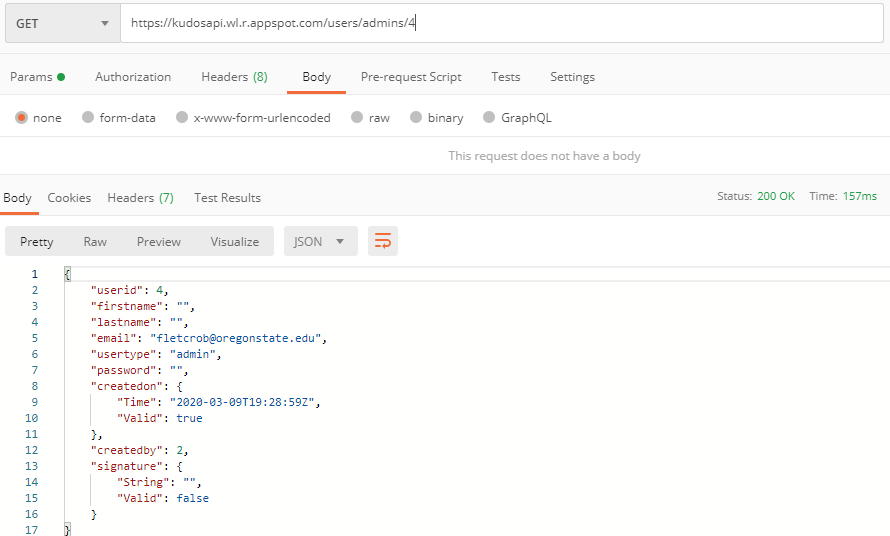 GET https://kudosapi.wl.r.appspot.com/users/admins/4
Params Authorization Headers (8) Body Pre-request Script Tests Settings
none form-data x-www-form-urlencoded raw binary GraphQL
This request does not have a body
Body Cookies Headers (7) Test Results Status: 200 OK Time: 157ms
Pretty Raw Preview Visualize JSON
1 {
2 "userid": 4,
3 "firstname": "",
4 "lastname": "",
5 "email": "fletcrob@oregonstate.edu",
6 "usertype": "admin",
7 "password": "",
8 "createdon": {
9 "Time": "2020-03-09T19:28:59Z",
10 "Valid": true
11 },
12 "createdby": 2,
13 "signature": {
14 "String": "",
15 "Valid": false
16 }
17 }